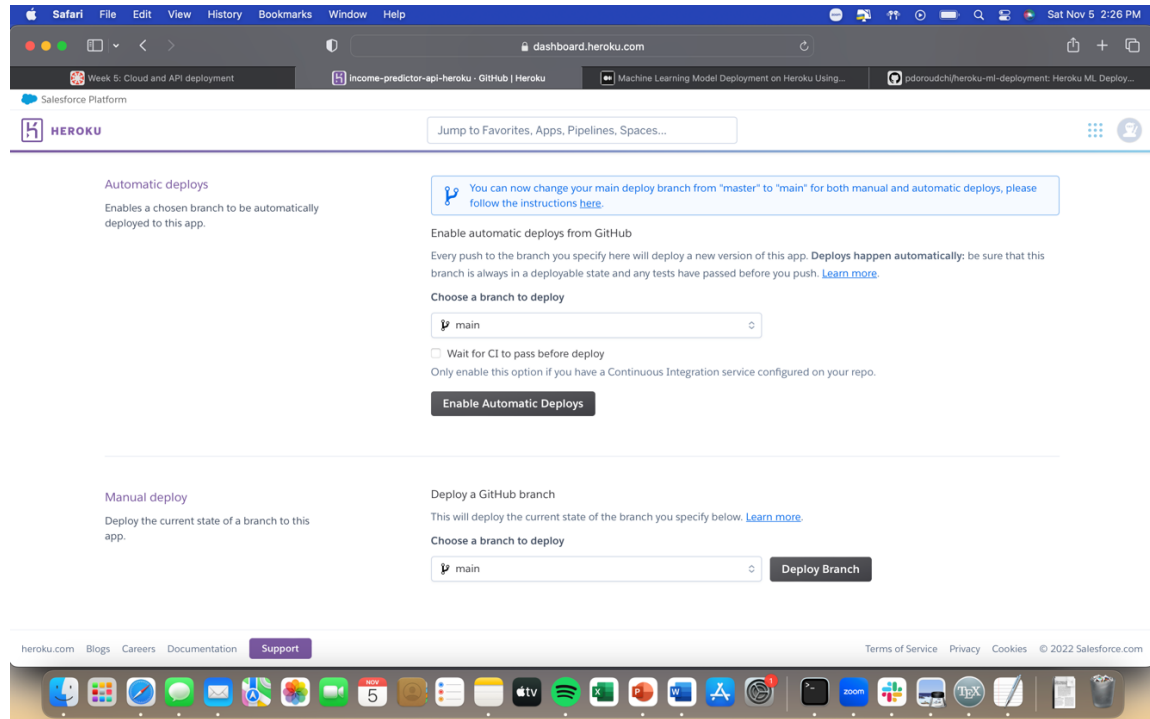 Safari File Edit View History Bookmarks Window Help
Sat Nov 5 2:26 PM
dashboard.heroku.com
Week 5: Cloud and API deployment
income-predictor-api-heroku · GitHub | Heroku
Machine Learning Model Deployment on Heroku Using...
pdoroudchi/heroku-ml-deployment: Heroku ML Deploy...
Salesforce Platform
HEROKU
Jump to Favorites, Apps, Pipelines, Spaces...
Automatic deploys
Enables a chosen branch to be automatically
deployed to this app.
You can now change your main deploy branch from "master" to "main" for both manual and automatic deploys, please
follow the instructions here.
Enable automatic deploys from GitHub
Every push to the branch you specify here will deploy a new version of this app. Deploys happen automatically: be sure that this
branch is always in a deployable state and any tests have passed before you push. Learn more.
Choose a branch to deploy
main
Wait for CI to pass before deploy
Only enable this option if you have a Continuous Integration service configured on your repo.
Enable Automatic Deploys
Manual deploy
Deploy the current state of a branch to this
app.
Deploy a GitHub branch
This will deploy the current state of the branch you specify below. Learn more.
Choose a branch to deploy
main
Deploy Branch
heroku.com Blogs Careers Documentation Support
Terms of Service Privacy Cookies © 2022 Salesforce.com
NOV
5
tv
X
P
W
1
zoom
TEX